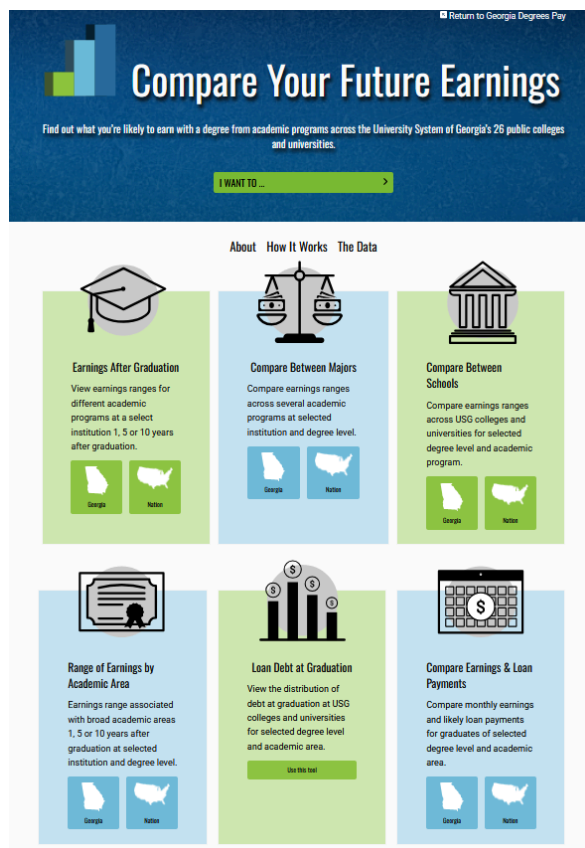 Return to Georgia Degrees Pay
Compare Your Future Earnings
Find out what you're likely to earn with a degree from academic programs across the University System of Georgia's 26 public colleges
and universities.
I WANT TO ...
About How It Works The Data
Earnings After Graduation
View earnings ranges for
different academic
programs at a select
institution 1, 5 or 10 years
after graduation.
Georgia
Nation
Compare Between Majors
Compare earnings ranges
across several academic
programs at selected
institution and degree level.
Georgia
Nation
Compare Between
Schools
Compare earnings ranges
across USG colleges and
universities for selected
degree level and academic
program.
Georgia
Nation
Range of Earnings by
Academic Area
Earnings range associated
with broad academic areas
1, 5 or 10 years after
graduation at selected
institution and degree level.
Georgia
Nation
$
$
$
$
Loan Debt at Graduation
View the distribution of
debt at graduation at USG
colleges and universities
for selected degree level
and academic area.
Use this tool
$
Compare Earnings & Loan
Payments
Compare monthly earnings
and likely loan payments
for graduates of selected
degree level and academic
area.
Georgia
Nation